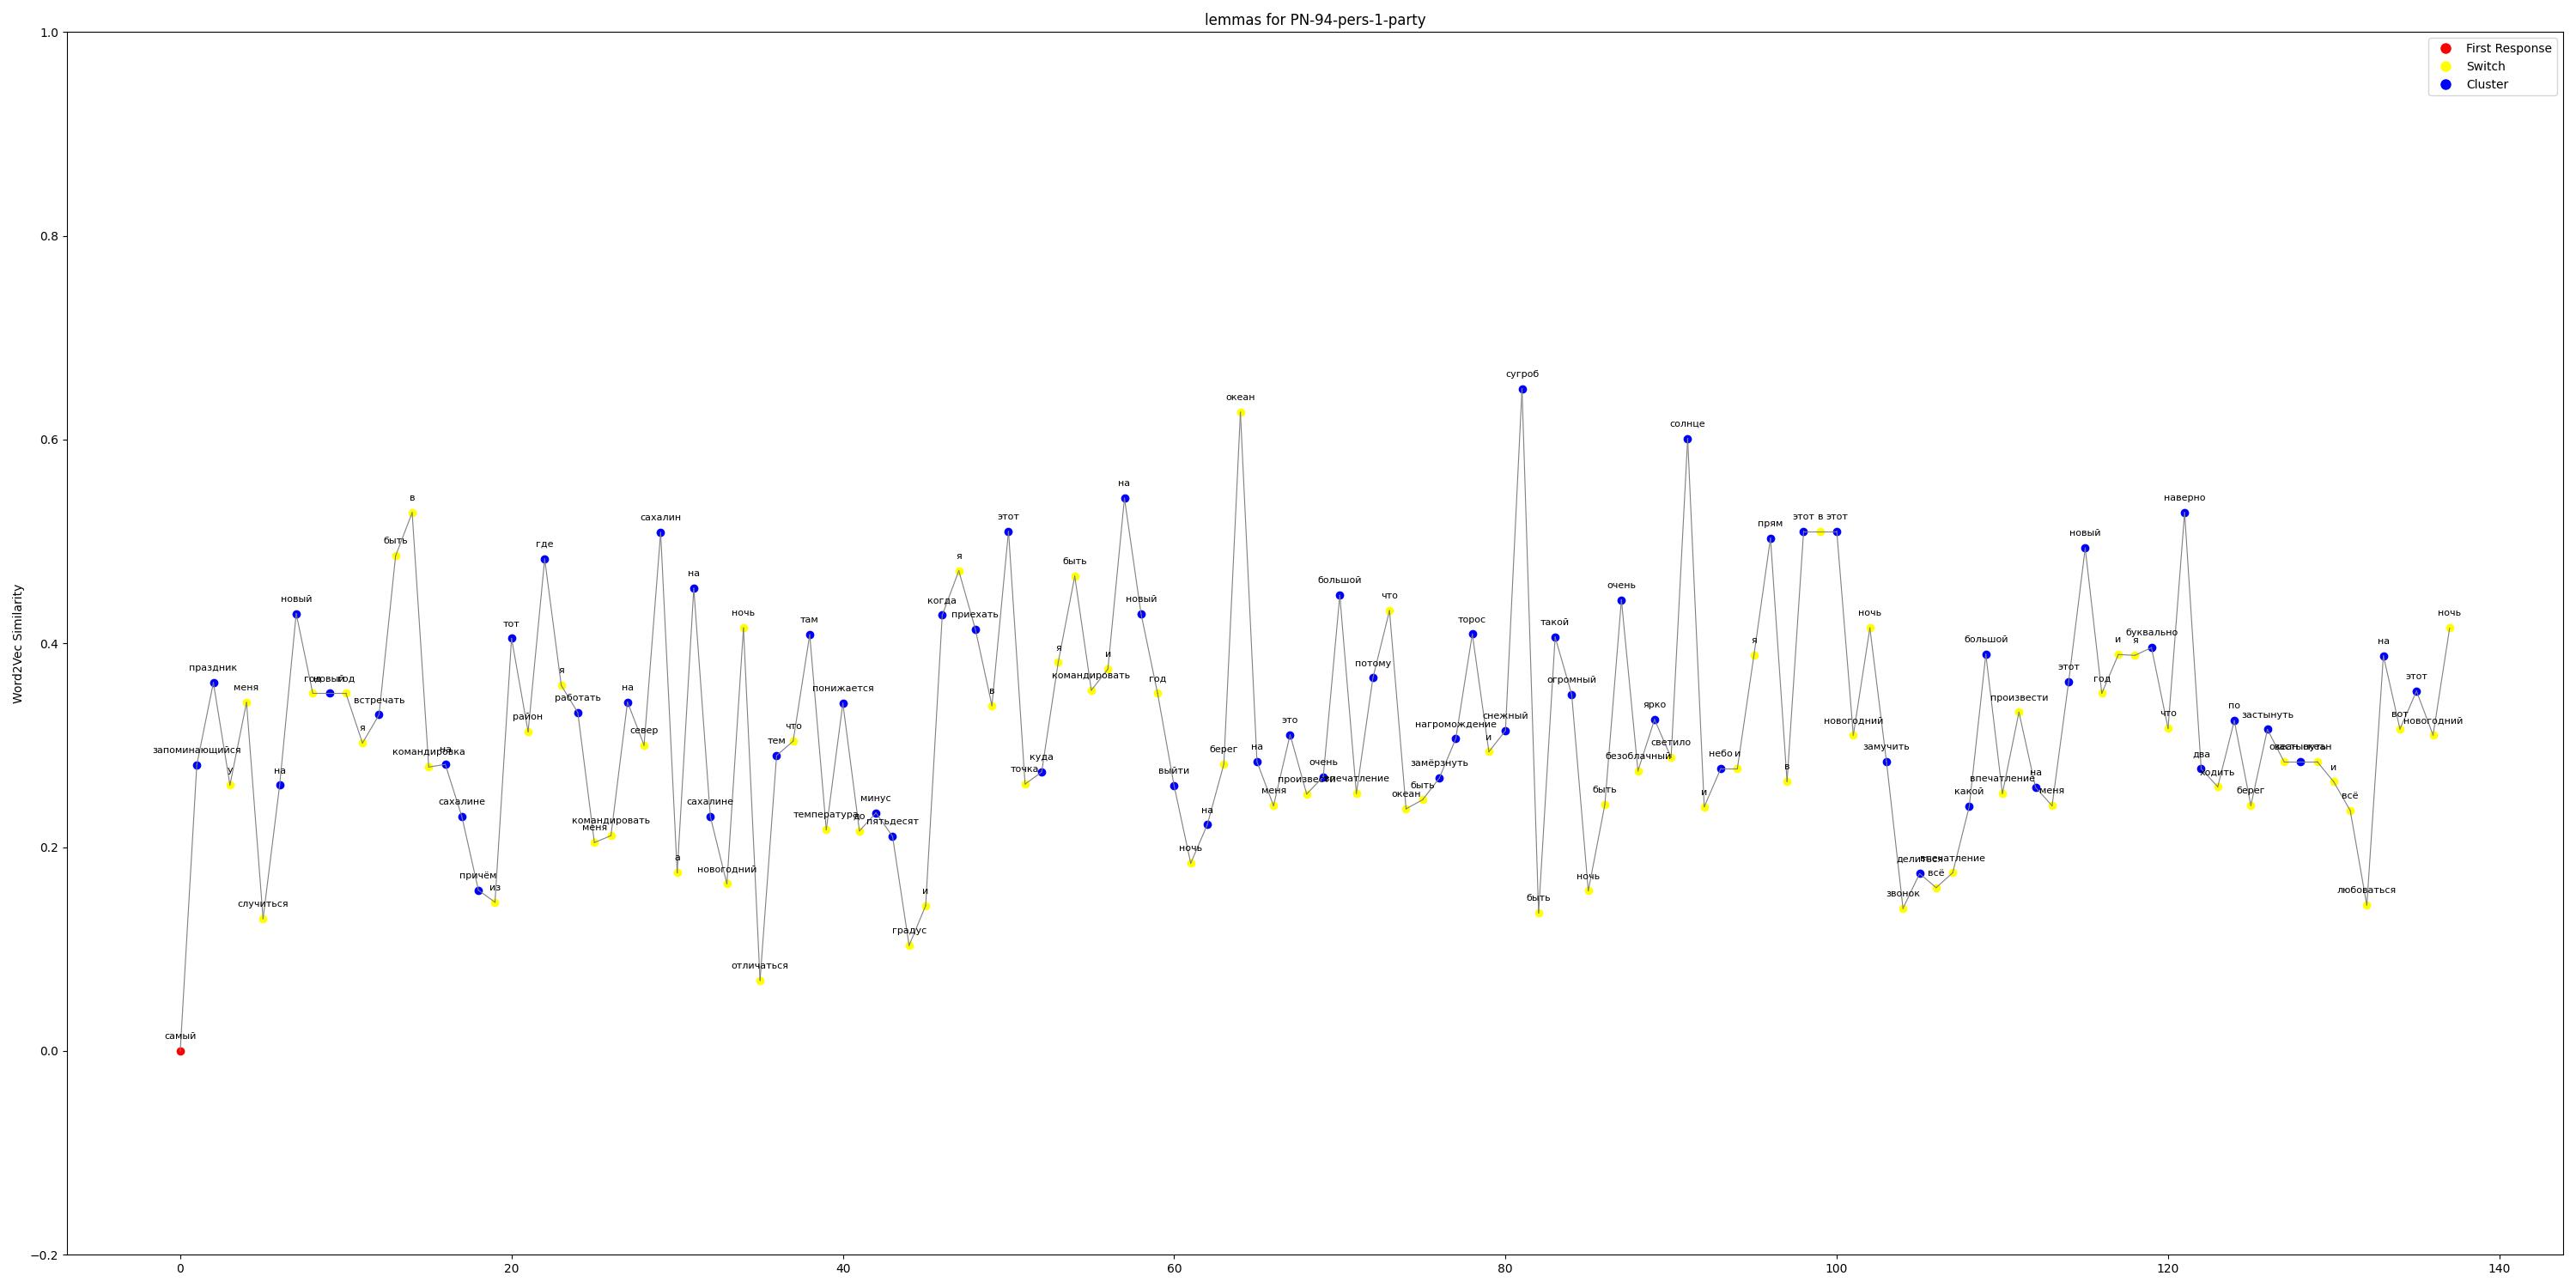 lemmas for PN-94-pers-1-party
First Response
Switch
Cluster
Word2Vec Similarity
1.0
0.8
0.6
0.4
0.2
0.0
−0.2
0
20
40
60
80
100
120
140
самый
запоминающийся
праздник
у
меня
случиться
на
новый
год
новый
год
я
встречать
быть
в
командировка
на
сахалине
причём
из
тот
район
где
я
работать
меня
командировать
на
север
сахалин
а
на
сахалине
новогодний
ночь
отличаться
тем
что
там
температура
понижается
до
минус
пятьдесят
градус
и
когда
я
приехать
в
этот
точка
куда
я
быть
командировать
и
на
новый
год
выйти
ночь
на
берег
океан
на
меня
это
произвести
очень
большой
впечатление
потому
что
океан
быть
замёрзнуть
нагромождение
торос
и
снежный
сугроб
быть
такой
огромный
ночь
быть
очень
безоблачный
ярко
светило
солнце
и
небо
и
я
прям
в
этот
в
этот
новогодний
ночь
замучить
звонок
делиться
всё
впечатление
какой
большой
впечатление
произвести
на
меня
этот
новый
год
и
я
буквально
что
наверно
два
ходить
по
берег
застынуть
океан
застынуть
океан
и
всё
любоваться
на
вот
этот
новогодний
ночь